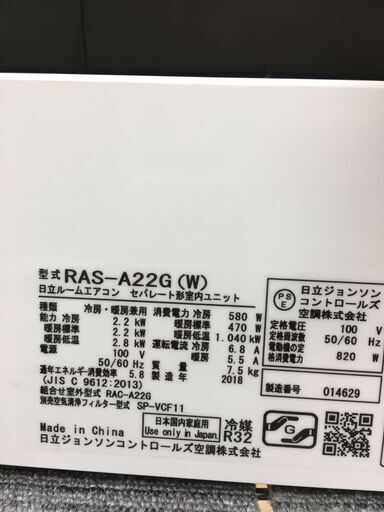 型式 RAS-A22G(W)
日立ルームエアコン セパレート形室内ユニット
種類 冷房・暖房兼用 消費電力 冷房 580 W
能力 冷房 2.2 kW 暖房標準 470 W
暖房標準 2.2 kW 暖房低温 1.040 kW
暖房低温 2.8 kW 運転電流 冷房 6.8 A
電源 100 V 暖房 5.5 A
50/60 Hz 質量 7.5 kg
通年エネルギー消費効率 5.8 製造年 2018
(JIS C 9612:2013)
組合せ室外型式 RAC-A22G
別売空気清浄フィルター型式 SP-VCF11
日本国内家庭用
Use only in Japan
冷媒
R32
Made in China
日立ジョンソンコントロールズ空調株式会社
PSE
日立ジョンソン
コントロールズ
空調株式会社
定格電圧 100 V
定格周波数 50/60 Hz
電動機の定
格消費電力 820 W
製造番号 014629
G